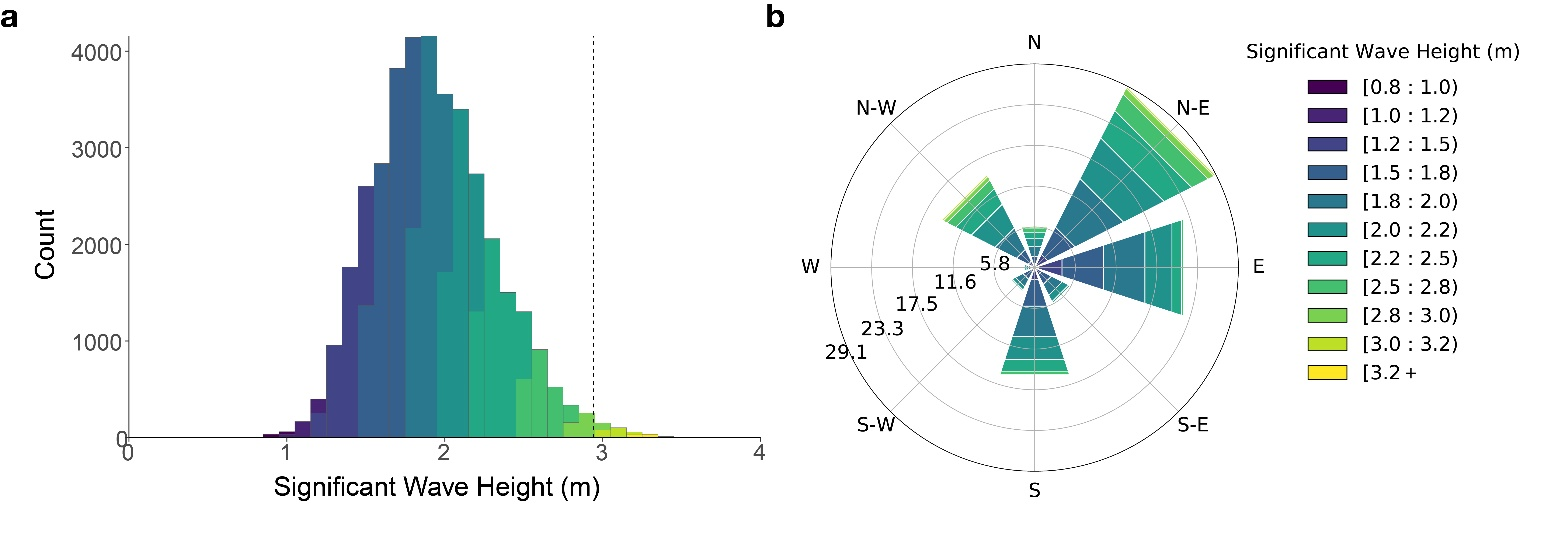 a
4000
3000
2000
1000
0
0
1
2
3
4
Count
Significant Wave Height (m)
b
N
N-E
E
S-E
S
S-W
W
N-W
5.8
11.6
17.5
23.3
29.1
Significant Wave Height (m)
[0.8 : 1.0)
[1.0 : 1.2)
[1.2 : 1.5)
[1.5 : 1.8)
[1.8 : 2.0)
[2.0 : 2.2)
[2.2 : 2.5)
[2.5 : 2.8)
[2.8 : 3.0)
[3.0 : 3.2)
[3.2+